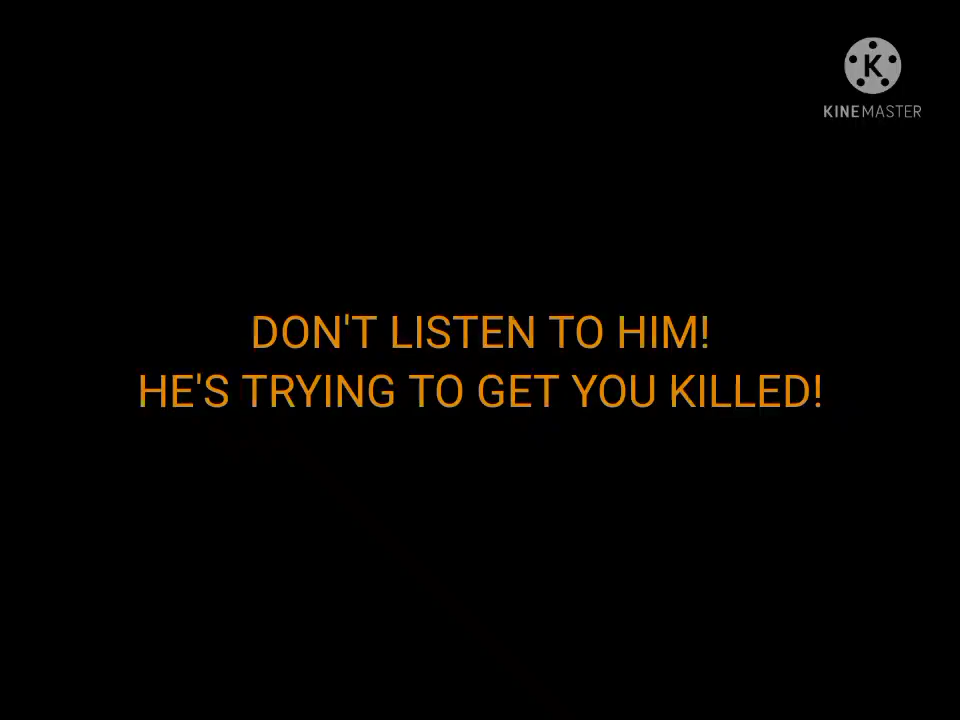 K
KINEMASTER
DON'T LISTEN TO HIM!
HE'S TRYING TO GET YOU KILLED!